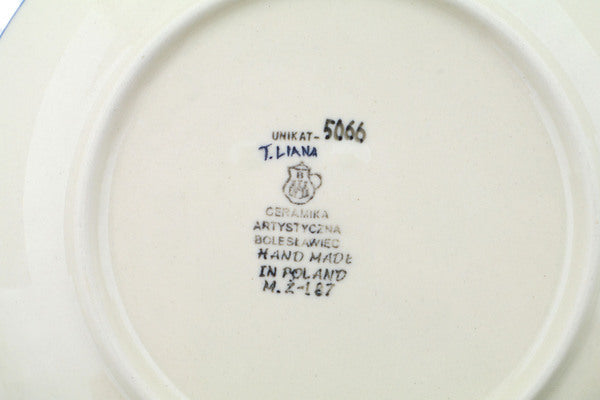 UNIKAT-5066
T. LIANA
B
CERAMIKA
ARTYSTYCZNA
BOLESŁAWIEC
HAND MADE
IN POLAND
M.Ż-187